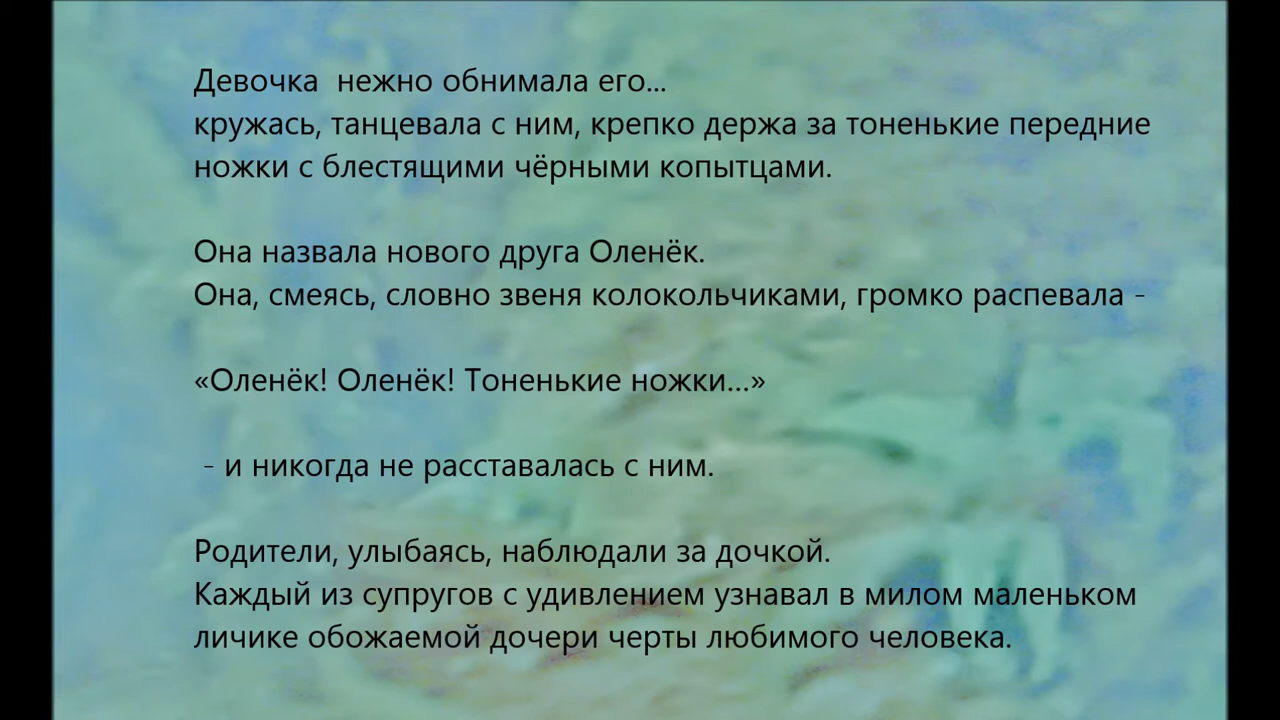 Девочка  нежно обнимала его...
кружась, танцевала с ним, крепко держа за тоненькие передние
ножки с блестящими чёрными копытцами.
Она назвала нового друга Оленёк.
Она, смеясь, словно звеня колокольчиками, громко распевала -
«Оленёк! Оленёк! Тоненькие ножки...»
- и никогда не расставалась с ним.
Родители, улыбаясь, наблюдали за дочкой.
Каждый из супругов с удивлением узнавал в милом маленьком
личике обожаемой дочери черты любимого человека.